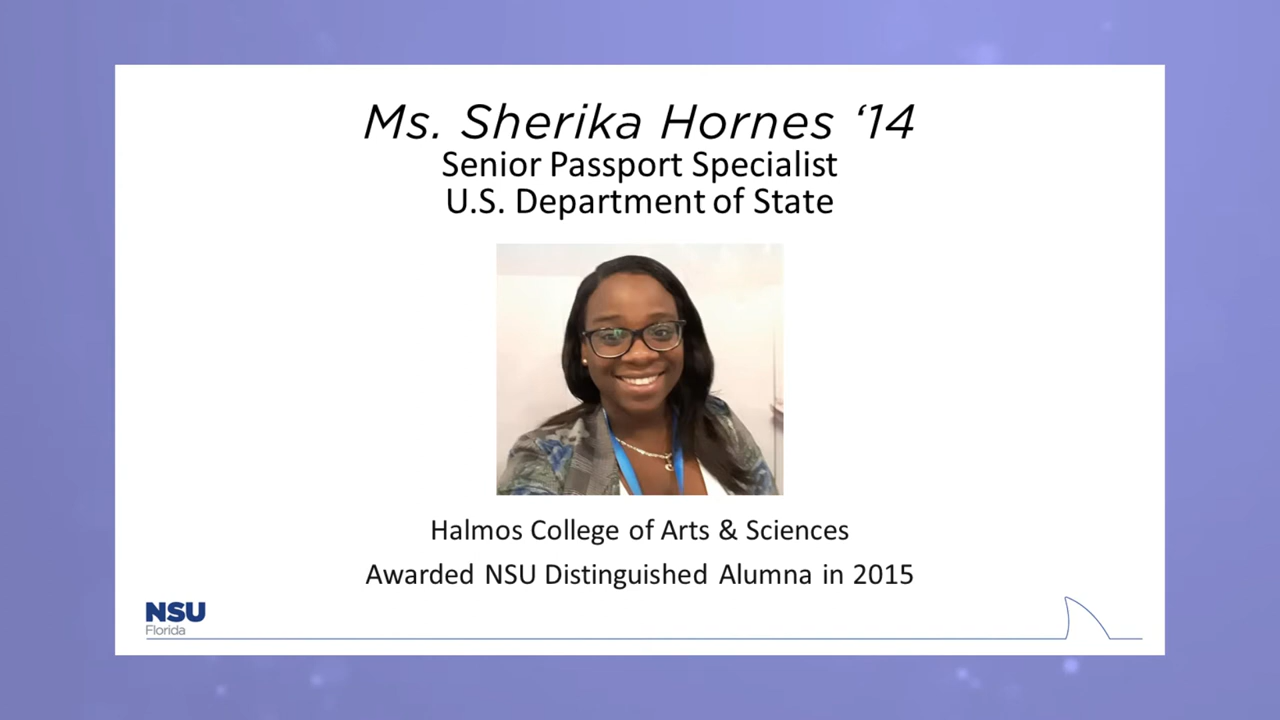 Ms. Sherika Hornes ‘14
Senior Passport Specialist
U.S. Department of State
Halmos College of Arts & Sciences
Awarded NSU Distinguished Alumna in 2015
NSU
Florida